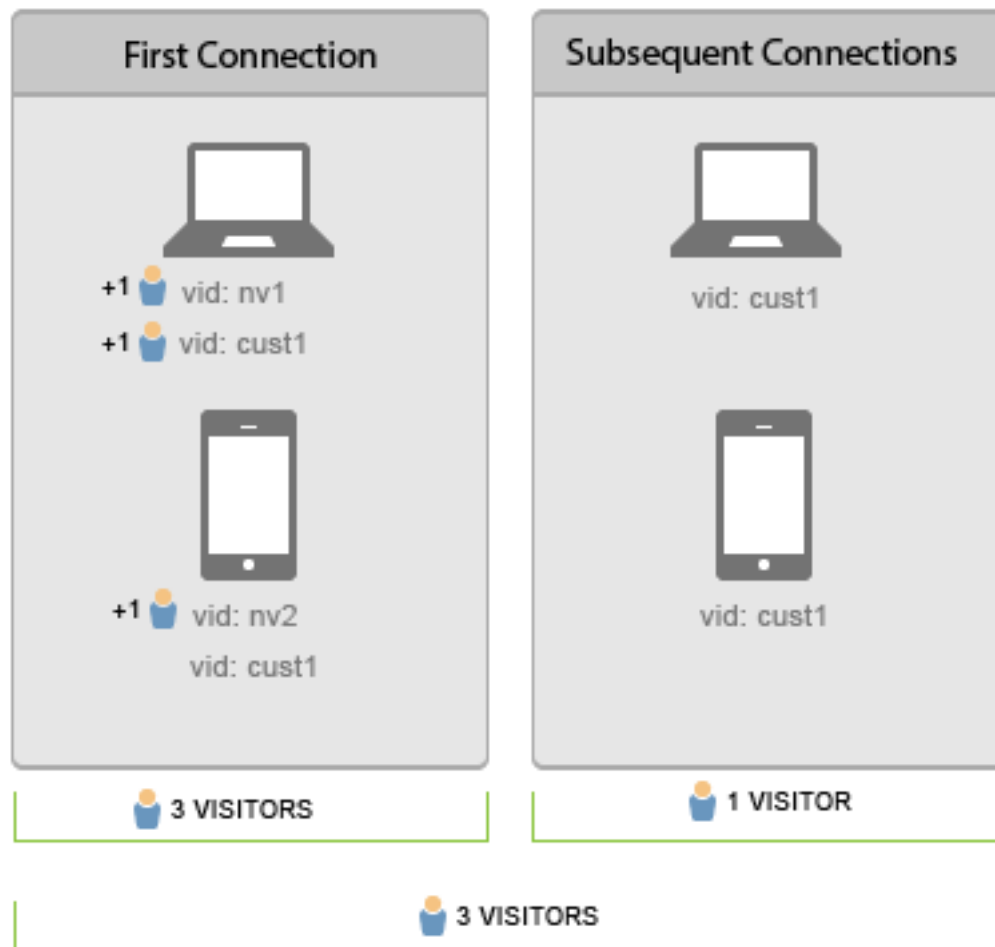 First Connection
+1 vid: nv1
+1 vid: cust1
+1 vid: nv2
vid: cust1
3 VISITORS
Subsequent Connections
vid: cust1
vid: cust1
1 VISITOR
3 VISITORS